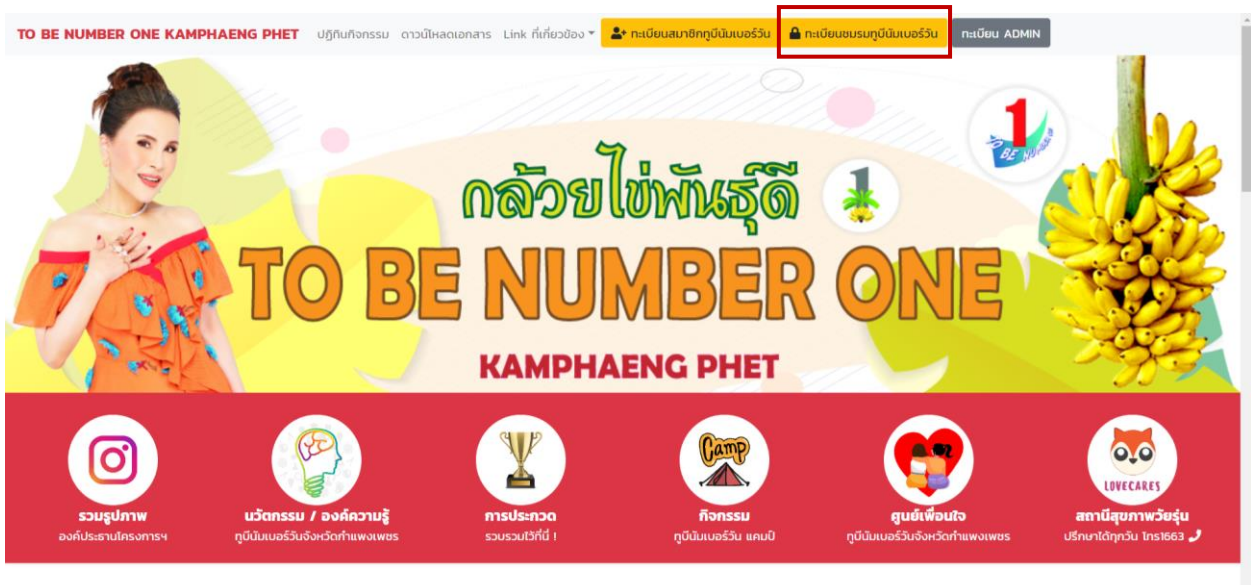 TO BE NUMBER ONE KAMPHAENG PHET ปฏิทินกิจกรรม ดาวน์โหลดเอกสาร Link ที่เกี่ยวข้อง ทะเบียนสมาชิกทูบีนัมเบอร์วัน ทะเบียนชมรมทูบีนัมเบอร์วัน ทะเบียน ADMIN
1
TO BE NUMBER ONE
กล้วยไข่พันธุ์ดี
1
TO BE NUMBER ONE
KAMPHAENG PHET
Camp
LOVECARES
รวมรูปภาพ นวัตกรรม / องค์ความรู้ การประกวด กิจกรรม ศูนย์เพื่อนใจ สถานีสุขภาพวัยรุ่น
องค์ประธานโครงการฯ ทูบีนัมเบอร์วันจังหวัดกำแพงเพชร รวบรวมไว้ที่นี่ ! ทูบีนัมเบอร์วัน แคมป์ ทูบีนัมเบอร์วันจังหวัดกำแพงเพชร ปรึกษาได้ทุกวัน โทร1663